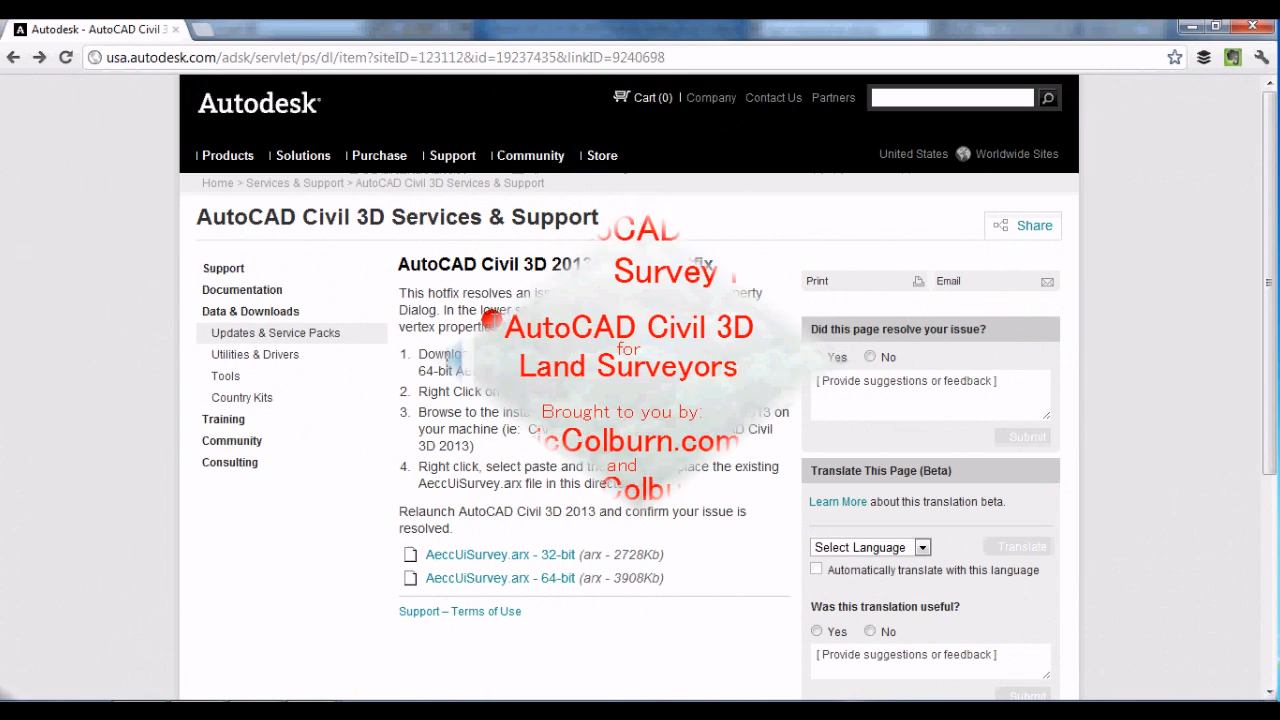 Autodesk - AutoCAD Civil 3
usa.autodesk.com/adsk/servlet/ps/dl/item?siteID=123112&id=19237435&linkID=9240698
Autodesk
Cart (0) | Company Contact Us Partners
Products | Solutions | Purchase | Support | Community | Store
United States Worldwide Sites
Home > Services & Support > AutoCAD Civil 3D Services & Support
AutoCAD Civil 3D Services & Support
Share
Support
Documentation
Data & Downloads
Updates & Service Packs
Utilities & Drivers
Tools
Country Kits
Training
Community
Consulting
AutoCAD Civil 3D
This hotfix resolves an
Dialog. In the
vertex
1.
64-bit
2. Right Click on
3. Browse to the on
your machine (ie: Civil
3D 2013)
4. Right click, select paste and the existing
AeccUiSurvey.arx file in this
Relaunch AutoCAD Civil 3D 2013 and confirm your issue is
resolved.
AeccUiSurvey.arx - 32-bit (arx - 2728Kb)
AeccUiSurvey.arx - 64-bit (arx - 3908Kb)
Support – Terms of Use
Survey
AutoCAD Civil 3D
for
Land Surveyors
Brought to you by:
cColburn.com
and
Print Email
Did this page resolve your issue?
Yes No
[ Provide suggestions or feedback ]
Submit
Translate This Page (Beta)
Learn More about this translation beta.
Select Language Translate
Automatically translate with this language
Was this translation useful?
Yes No
[ Provide suggestions or feedback ]
Submit